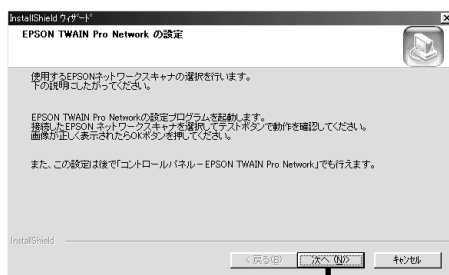 InstallShield ウィザード
EPSON TWAIN Pro Network の設定
使用するEPSONネットワークスキャナの選択を行います。
下の説明にしたがってください。
EPSON TWAIN Pro Networkの設定プログラムを起動します。
接続したEPSON ネットワークスキャナを選択してテストボタンで動作を確認してください。
画像が正しく表示されたらOKボタンを押してください。
また、この設定は後で「コントロールパネル－EPSON TWAIN Pro Network」でも行えます。
InstallShield
< 戻る(B) 次へ (N)> キャンセル